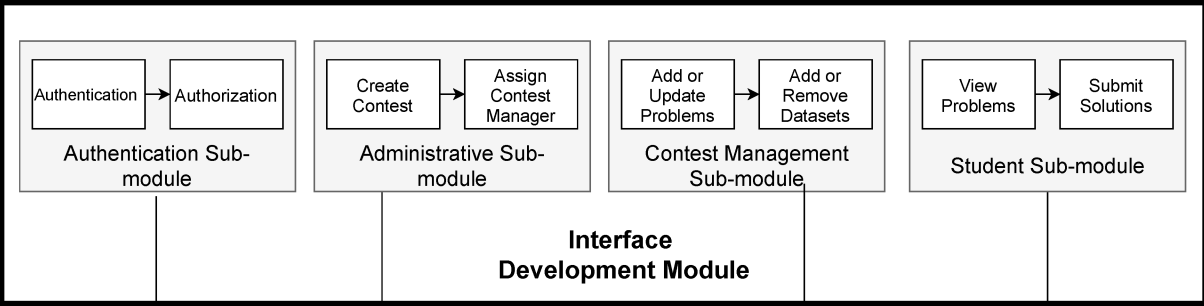 Authentication
Authorization
Authentication Sub-
module
Create
Contest
Assign
Contest
Manager
Administrative Sub-
module
Add or
Update
Problems
Add or
Remove
Datasets
Contest Management
Sub-module
View
Problems
Submit
Solutions
Student Sub-module
Interface
Development Module